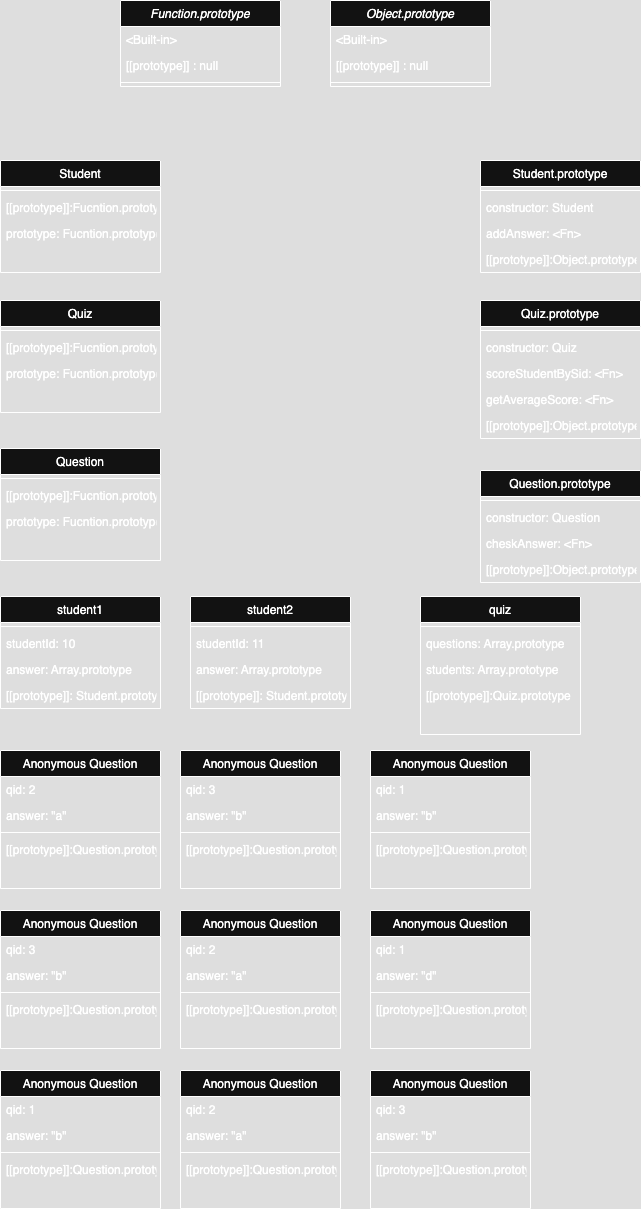 Function.prototype
<Built-in>
[[prototype]] : null
Object.prototype
<Built-in>
[[prototype]] : null
Student
[[prototype]]:Fucntion.prototy
prototype: Fucntion.prototype
Student.prototype
constructor: Student
addAnswer: <Fn>
[[prototype]]:Object.prototype
Quiz
[[prototype]]:Fucntion.prototy
prototype: Fucntion.prototype
Quiz.prototype
constructor: Quiz
scoreStudentBySid: <Fn>
getAverageScore: <Fn>
[[prototype]]:Object.prototype
Question
[[prototype]]:Fucntion.prototy
prototype: Fucntion.prototype
Question.prototype
constructor: Question
cheskAnswer: <Fn>
[[prototype]]:Object.prototype
student1
studentId: 10
answer: Array.prototype
[[prototype]]: Student.prototy
student2
studentId: 11
answer: Array.prototype
[[prototype]]: Student.prototy
quiz
questions: Array.prototype
students: Array.prototype
[[prototype]]:Quiz.prototype
Anonymous Question
qid: 2
answer: "a"
[[prototype]]:Question.prototy
Anonymous Question
qid: 3
answer: "b"
[[prototype]]:Question.prototy
Anonymous Question
qid: 1
answer: "b"
[[prototype]]:Question.prototy
Anonymous Question
qid: 3
answer: "b"
[[prototype]]:Question.prototy
Anonymous Question
qid: 2
answer: "a"
[[prototype]]:Question.prototy
Anonymous Question
qid: 1
answer: "d"
[[prototype]]:Question.prototy
Anonymous Question
qid: 1
answer: "b"
[[prototype]]:Question.prototy
Anonymous Question
qid: 2
answer: "a"
[[prototype]]:Question.prototy
Anonymous Question
qid: 3
answer: "b"
[[prototype]]:Question.prototy